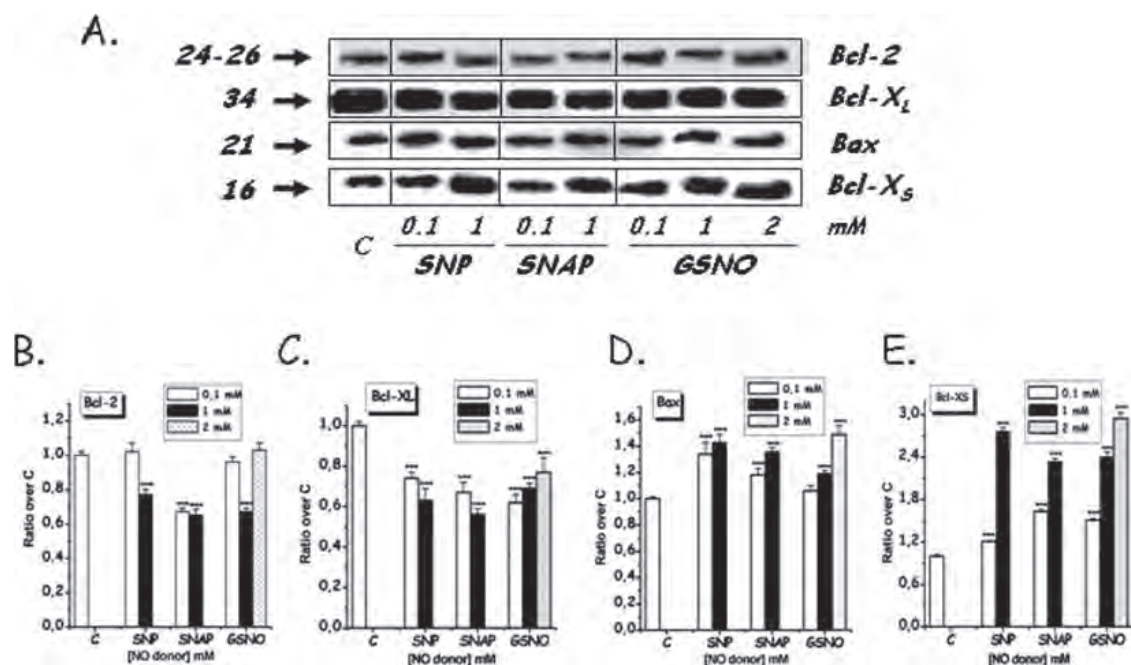 A.
24-26 Bcl-2
34 Bcl-XL
21 Bax
16 Bcl-XS
C 0.1 1 0.1 1 0.1 1 2 mM
SNP SNAP GSNO
B.
Bcl-2
0,1 mM
1 mM
2 mM
Ratio over C
1,2
1,0
0,8
0,6
0,4
0,2
0,0
C SNP SNAP GSNO
[NO donor] mM
C.
Bcl-XL
0,1 mM
1 mM
2 mM
Ratio over C
1,0
0,8
0,6
0,4
0,2
0,0
C SNP SNAP GSNO
[NO donor] mM
D.
Bax
0,1 mM
1 mM
2 mM
Ratio over C
1,6
1,4
1,2
1,0
0,8
0,6
0,4
0,2
0,0
C SNP SNAP GSNO
[NO donor] mM
E.
Bcl-XS
0,1 mM
1 mM
2 mM
Ratio over C
3,0
2,4
1,8
1,2
0,6
0,0
C SNP SNAP GSNO
[NO donor] mM